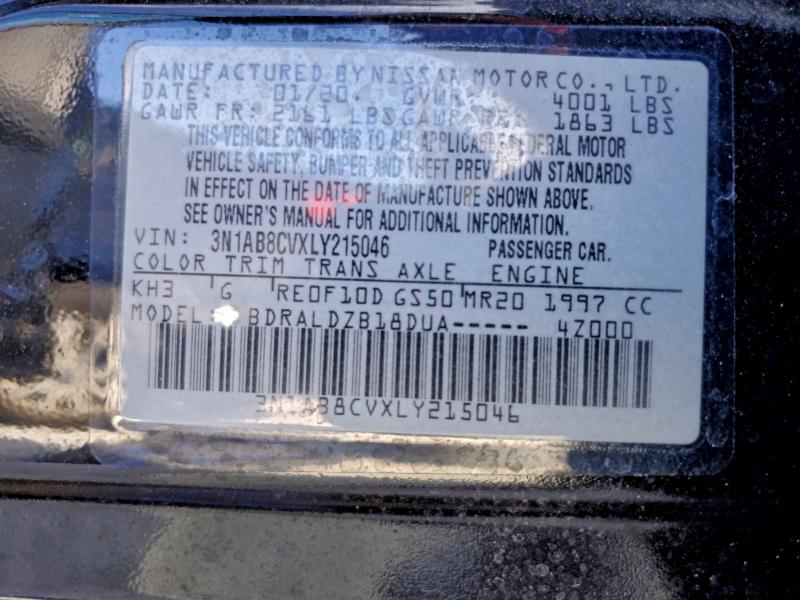 MANUFACTURED BY NISSAN MOTOR CO., LTD.
DATE: 01/20. GVWR 4001 LBS
GAWR FR: 2161 LBS GAWR RR: 1863 LBS
THIS VEHICLE CONFORMS TO ALL APPLICABLE FEDERAL MOTOR
VEHICLE SAFETY, BUMPER AND THEFT PREVENTION STANDARDS
IN EFFECT ON THE DATE OF MANUFACTURE SHOWN ABOVE.
SEE OWNER'S MANUAL FOR ADDITIONAL INFORMATION.
VIN: 3N1AB8CVXLY215046 PASSENGER CAR.
COLOR TRIM TRANS AXLE ENGINE
KH3 G RE0F10D GS50 MR20 1997 CC
MODEL BDRALDZB18DUA----- 4Z000
3N1AB8CVXLY215046